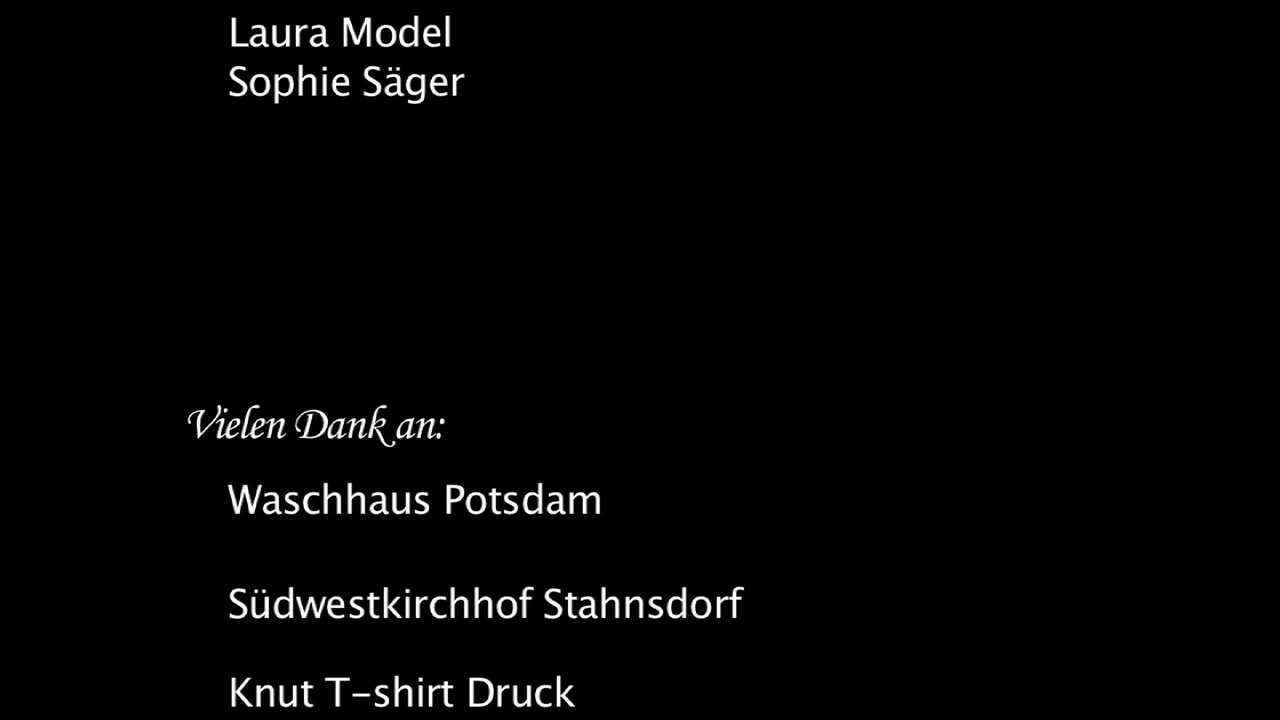 Laura Model
Sophie Säger
Vielen Dank an:
Waschhaus Potsdam
Südwestkirchhof Stahnsdorf
Knut T-shirt Druck